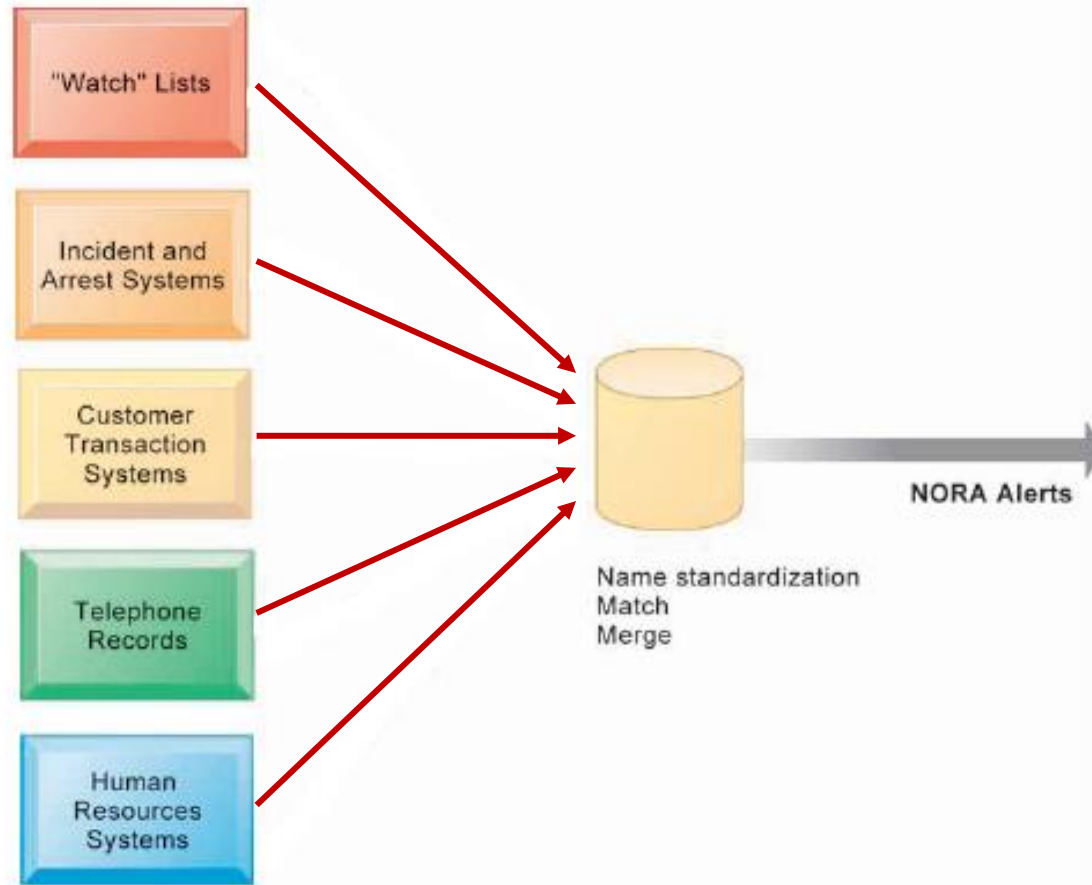 "Watch" Lists
Incident and
Arrest Systems
Customer
Transaction
Systems
Telephone
Records
Human
Resources
Systems
Name standardization
Match
Merge
NORA Alerts